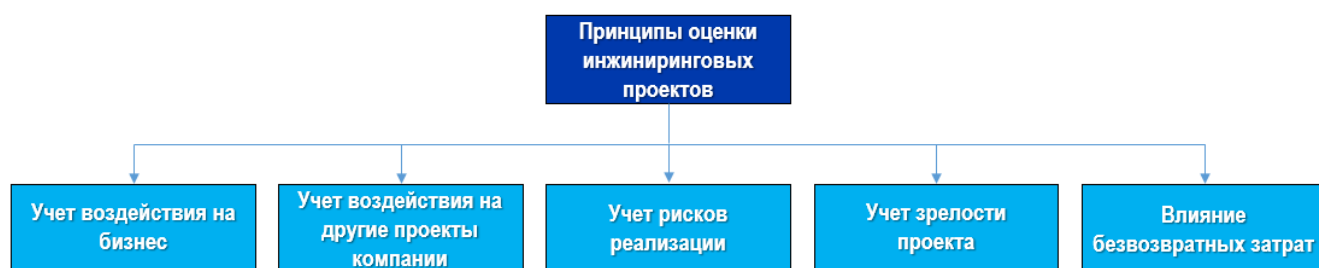 Принципы оценки
инжиниринговых
проектов
Учет воздействия на
бизнес
Учет воздействия на
другие проекты
компании
Учет рисков
реализации
Учет зрелости
проекта
Влияние
безвозвратных затрат